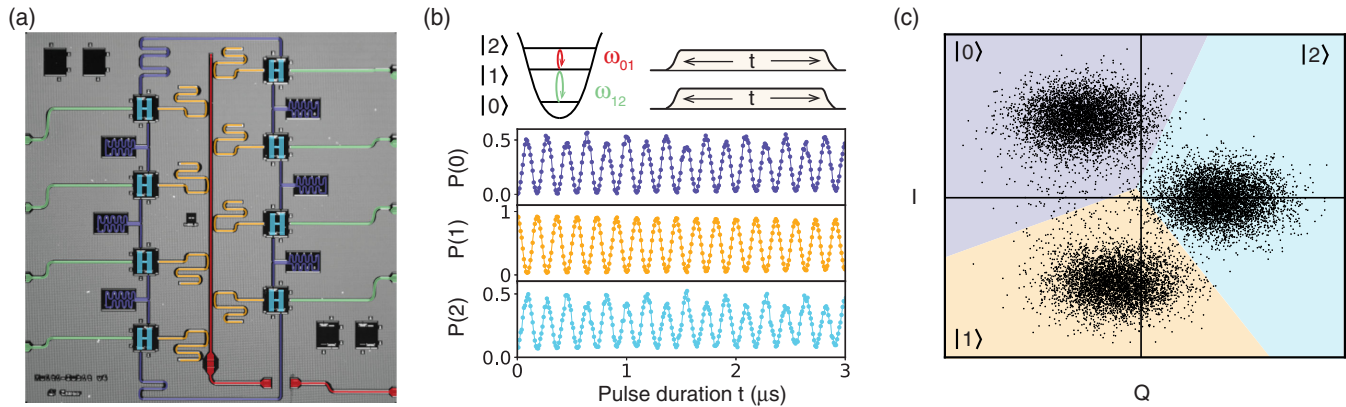 (a)
(b)
|2⟩
|1⟩
|0⟩
ω01
ω12
t
t
P(0)
0.5
0.0
P(1)
1
0
P(2)
0.5
0.0
0
1
2
3
Pulse duration t (μs)
(c)
|0⟩
|2⟩
|1⟩
I
Q